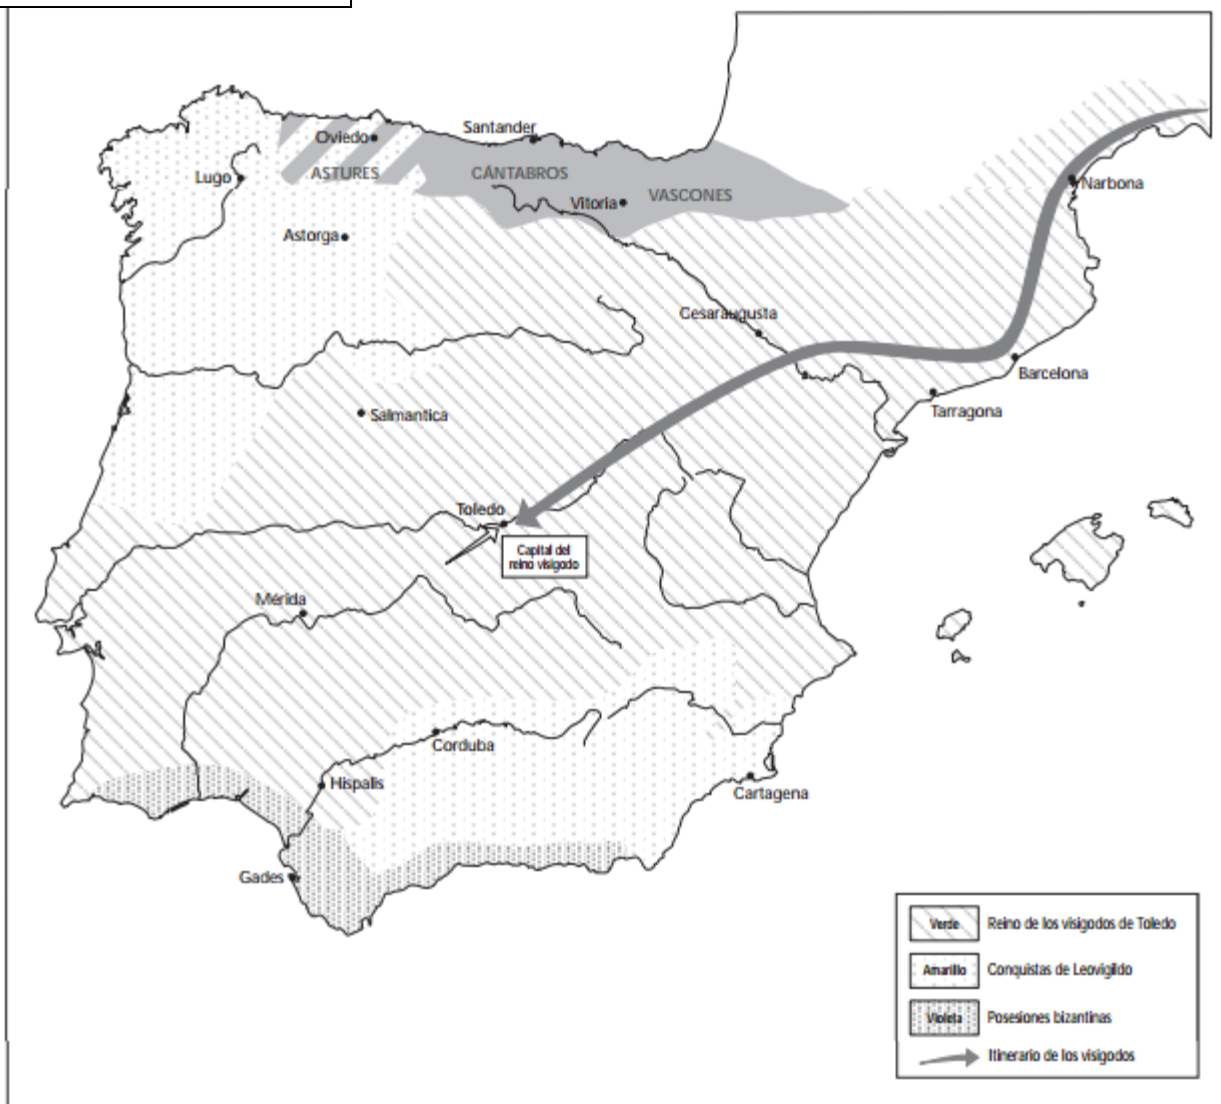 Santander
Oviedo
Lugo
ASTURES
CÁNTABROS
VASCONES
Vitoria
Narbona
Astorga
Cesaraugusta
Barcelona
Tarragona
Salmantica
Toledo
Capital del
reino visigodo
Mérida
Corduba
Hispalis
Cartagena
Gades
Verde Reino de los visigodos de Toledo
Amarillo Conquistas de Leovigildo
Violeta Posesiones bizantinas
Itinerario de los visigodos